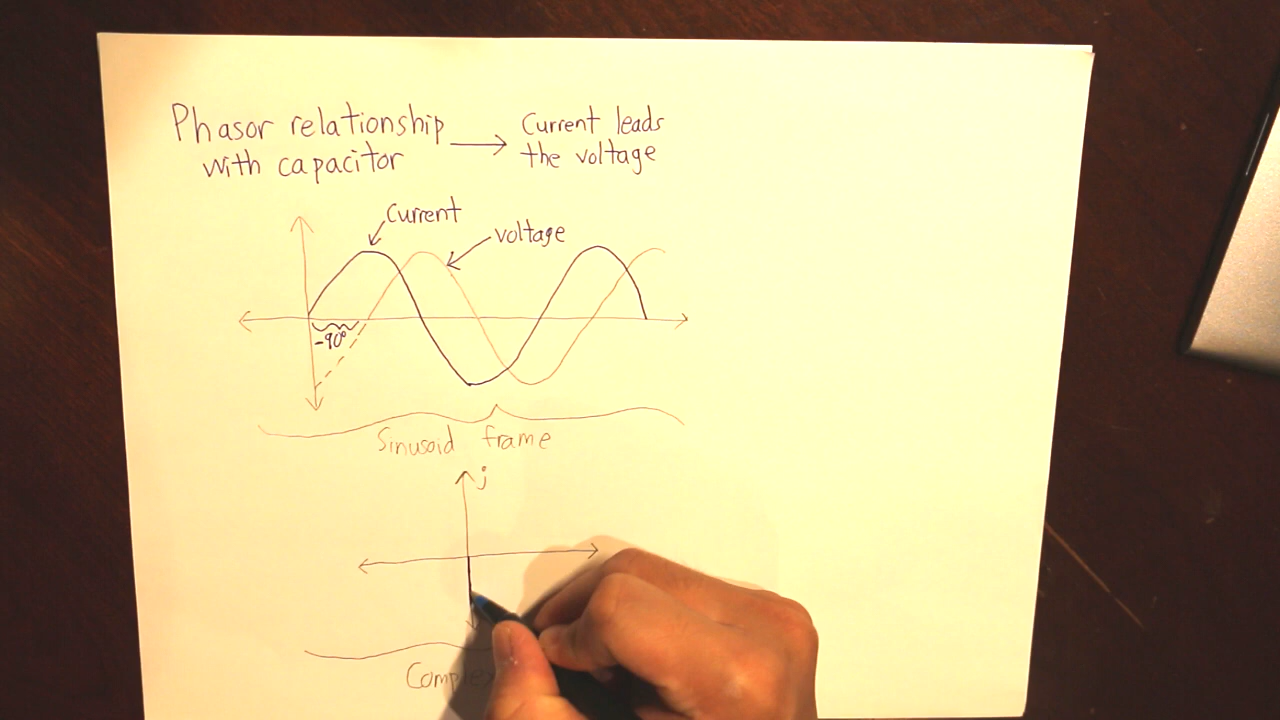 Phasor relationship
with capacitor
Current leads
the voltage
Current
voltage
-90°
Sinusoid frame
j